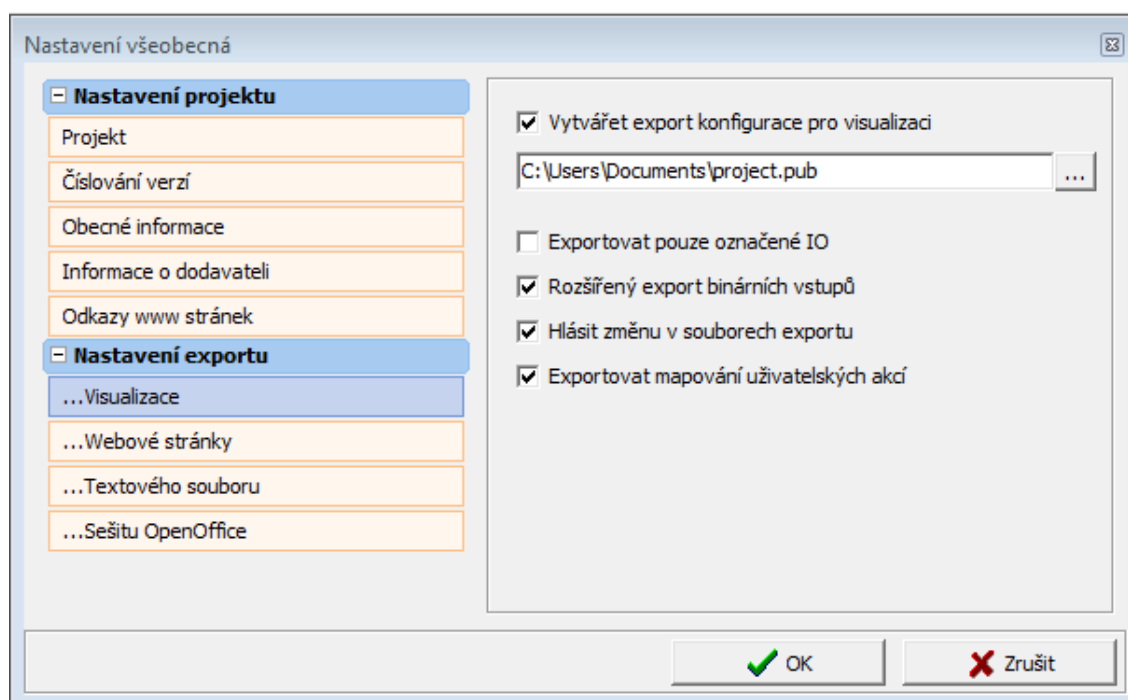 Nastavení všeobecná
Nastavení projektu
Projekt
Číslování verzí
Obecné informace
Informace o dodavateli
Odkazy www stránek
Nastavení exportu
...Visualizace
...Webové stránky
...Textového souboru
...Sešitu OpenOffice
Vytvářet export konfigurace pro visualizaci
C:\Users\Documents\project.pub
...
Exportovat pouze označené IO
Rozšířený export binárních vstupů
Hlásit změnu v souborech exportu
Exportovat mapování uživatelských akcí
OK
Zrušit